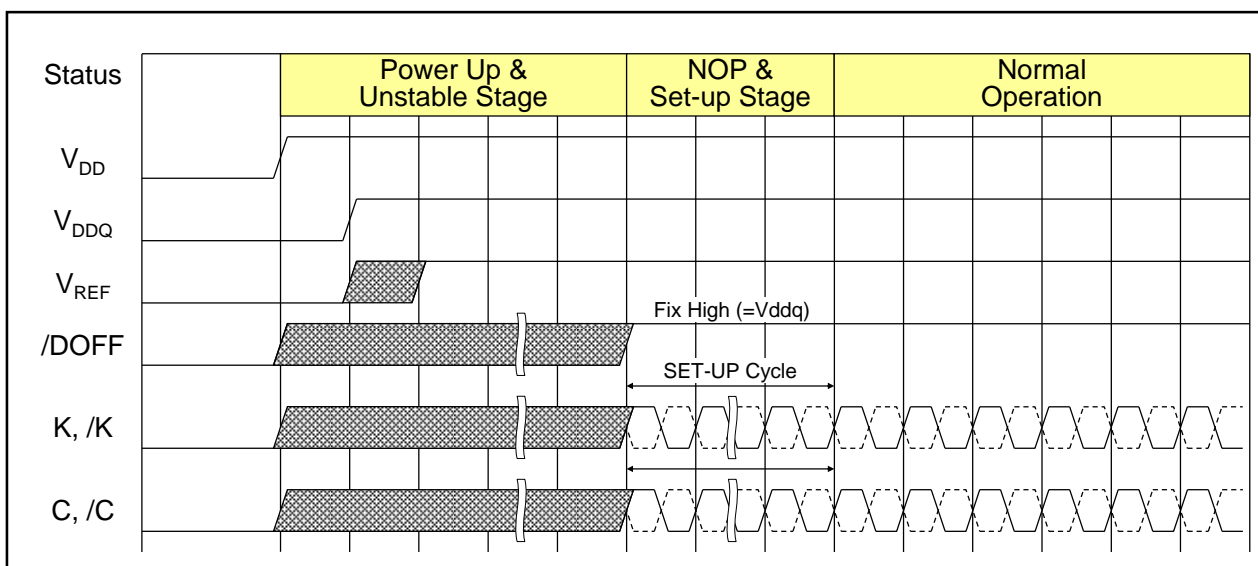 Status
Power Up &
Unstable Stage
NOP &
Set-up Stage
Normal
Operation
VDD
VDDQ
VREF
Fix High (=Vddq)
/DOFF
SET-UP Cycle
K, /K
C, /C